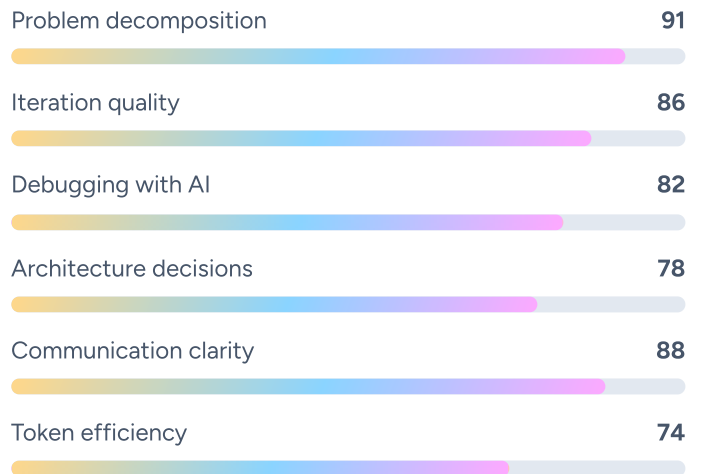 Problem decomposition 91
Iteration quality 86
Debugging with AI 82
Architecture decisions 78
Communication clarity 88
Token efficiency 74